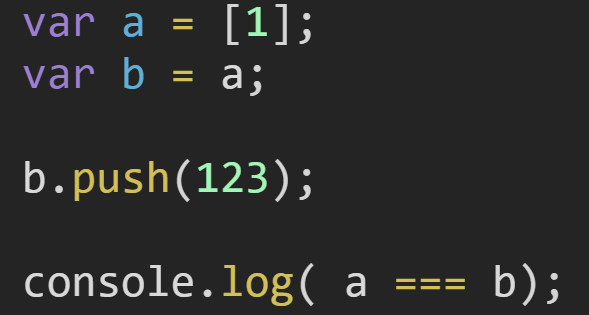 var a = [1];
var b = a;
b.push(123);
console.log( a === b);